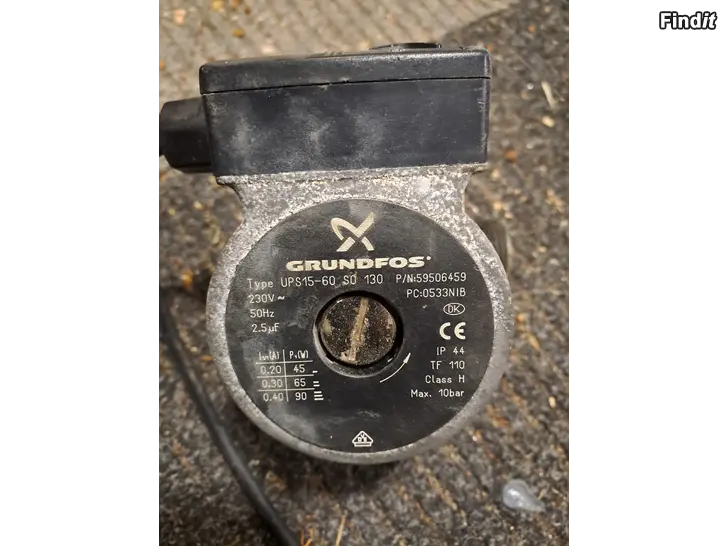 Findit
GRUNDFOS
Type UPS15-60 SO 130 P/N:59506459
230V ~ PC:0533NIB
50Hz DK
2.5µF CE
IP 44
TF 110
Class H
Max. 10bar
I₁/₁(A) P₁(W)
0.20 45
0.30 65
0.40 90